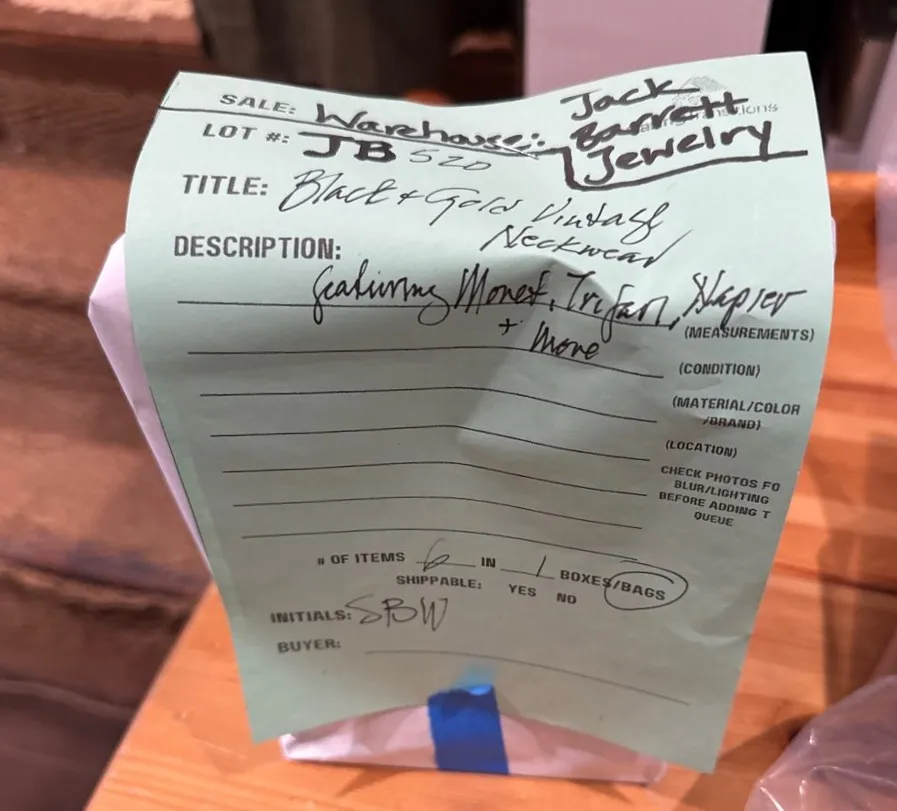 SALE: Warehouse: Jack Barrett Jewelry
LOT #: JB 520
TITLE: Black + Gold Vintage
Neckwear
DESCRIPTION:
featuring Monet, Trifari, Napier
+ more
(MEASUREMENTS)
(CONDITION)
(MATERIAL/COLOR
/BRAND)
(LOCATION)
CHECK PHOTOS FO
BLUR/LIGHTING
BEFORE ADDING T
QUEUE
# OF ITEMS 6 IN 1 BOXES/BAGS
SHIPPABLE: YES NO
INITIALS: SBW
BUYER: